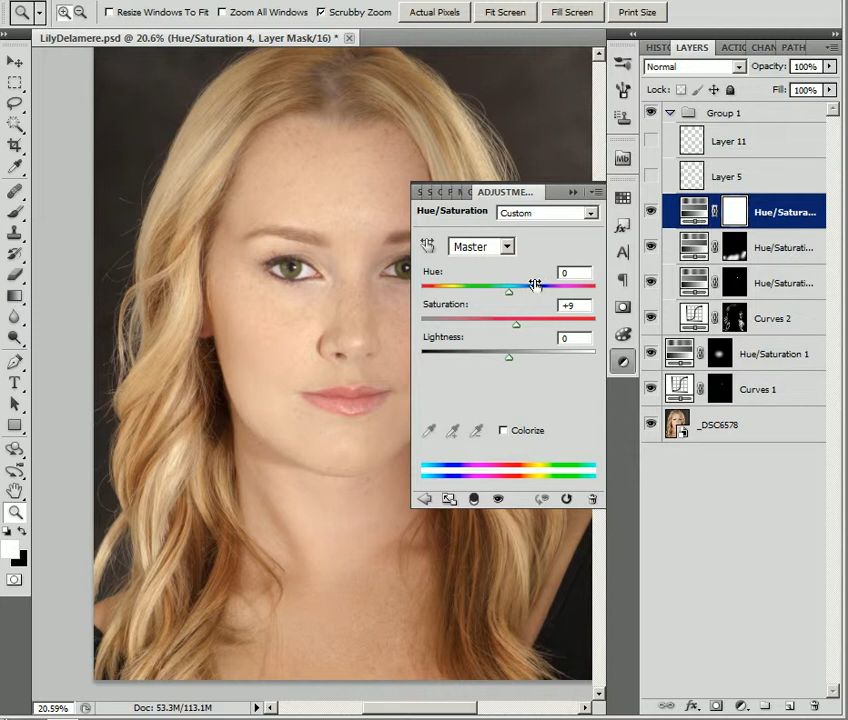 Resize Windows To Fit Zoom All Windows Scrubby Zoom Actual Pixels Fit Screen Fill Screen Print Size
LilyDelamere.psd @ 20.6% (Hue/Saturation 4, Layer Mask/16) *
HIST LAYERS ACTIC CHAN PATH
Normal Opacity: 100%
Lock: Fill: 100%
Group 1
Layer 11
Layer 5
Hue/Satura...
Hue/Saturati...
Hue/Saturati...
Curves 2
Hue/Saturation 1
Curves 1
_DSC6578
ADJUSTME...
Hue/Saturation Custom
Master
Hue: 0
Saturation: +9
Lightness: 0
Colorize
Mb
20.59% Doc: 53.3M/113.1M